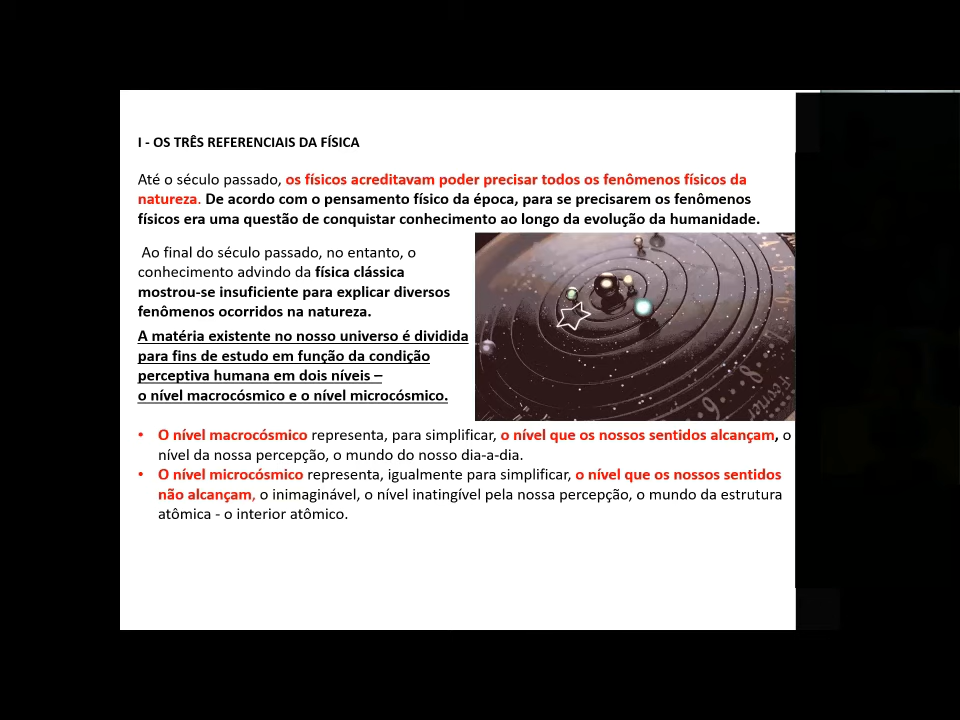 I - OS TRÊS REFERENCIAIS DA FÍSICA
Até o século passado, os físicos acreditavam poder precisar todos os fenômenos físicos da
natureza. De acordo com o pensamento físico da época, para se precisarem os fenômenos
físicos era uma questão de conquistar conhecimento ao longo da evolução da humanidade.
Ao final do século passado, no entanto, o
conhecimento advindo da física clássica
mostrou-se insuficiente para explicar diversos
fenômenos ocorridos na natureza.
A matéria existente no nosso universo é dividida
para fins de estudo em função da condição
perceptiva humana em dois níveis –
o nível macrocósmico e o nível microcósmico.
• O nível macrocósmico representa, para simplificar, o nível que os nossos sentidos alcançam, o
nível da nossa percepção, o mundo do nosso dia-a-dia.
• O nível microcósmico representa, igualmente para simplificar, o nível que os nossos sentidos
não alcançam, o inimaginável, o nível inatingível pela nossa percepção, o mundo da estrutura
atômica - o interior atômico.